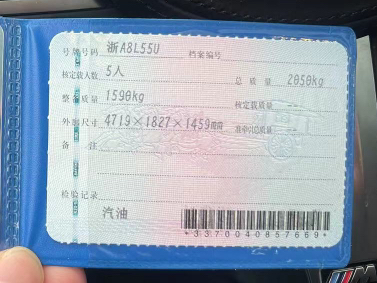 号牌号码 浙A8L55U 档案编号
核定载人数 5人 总质量 2050kg
整备质量 1590kg 核定载质量 --
外廓尺寸 4719×1827×1459mm 准牵引总质量 --
备注
检验记录
汽油
*3370040857669*
M